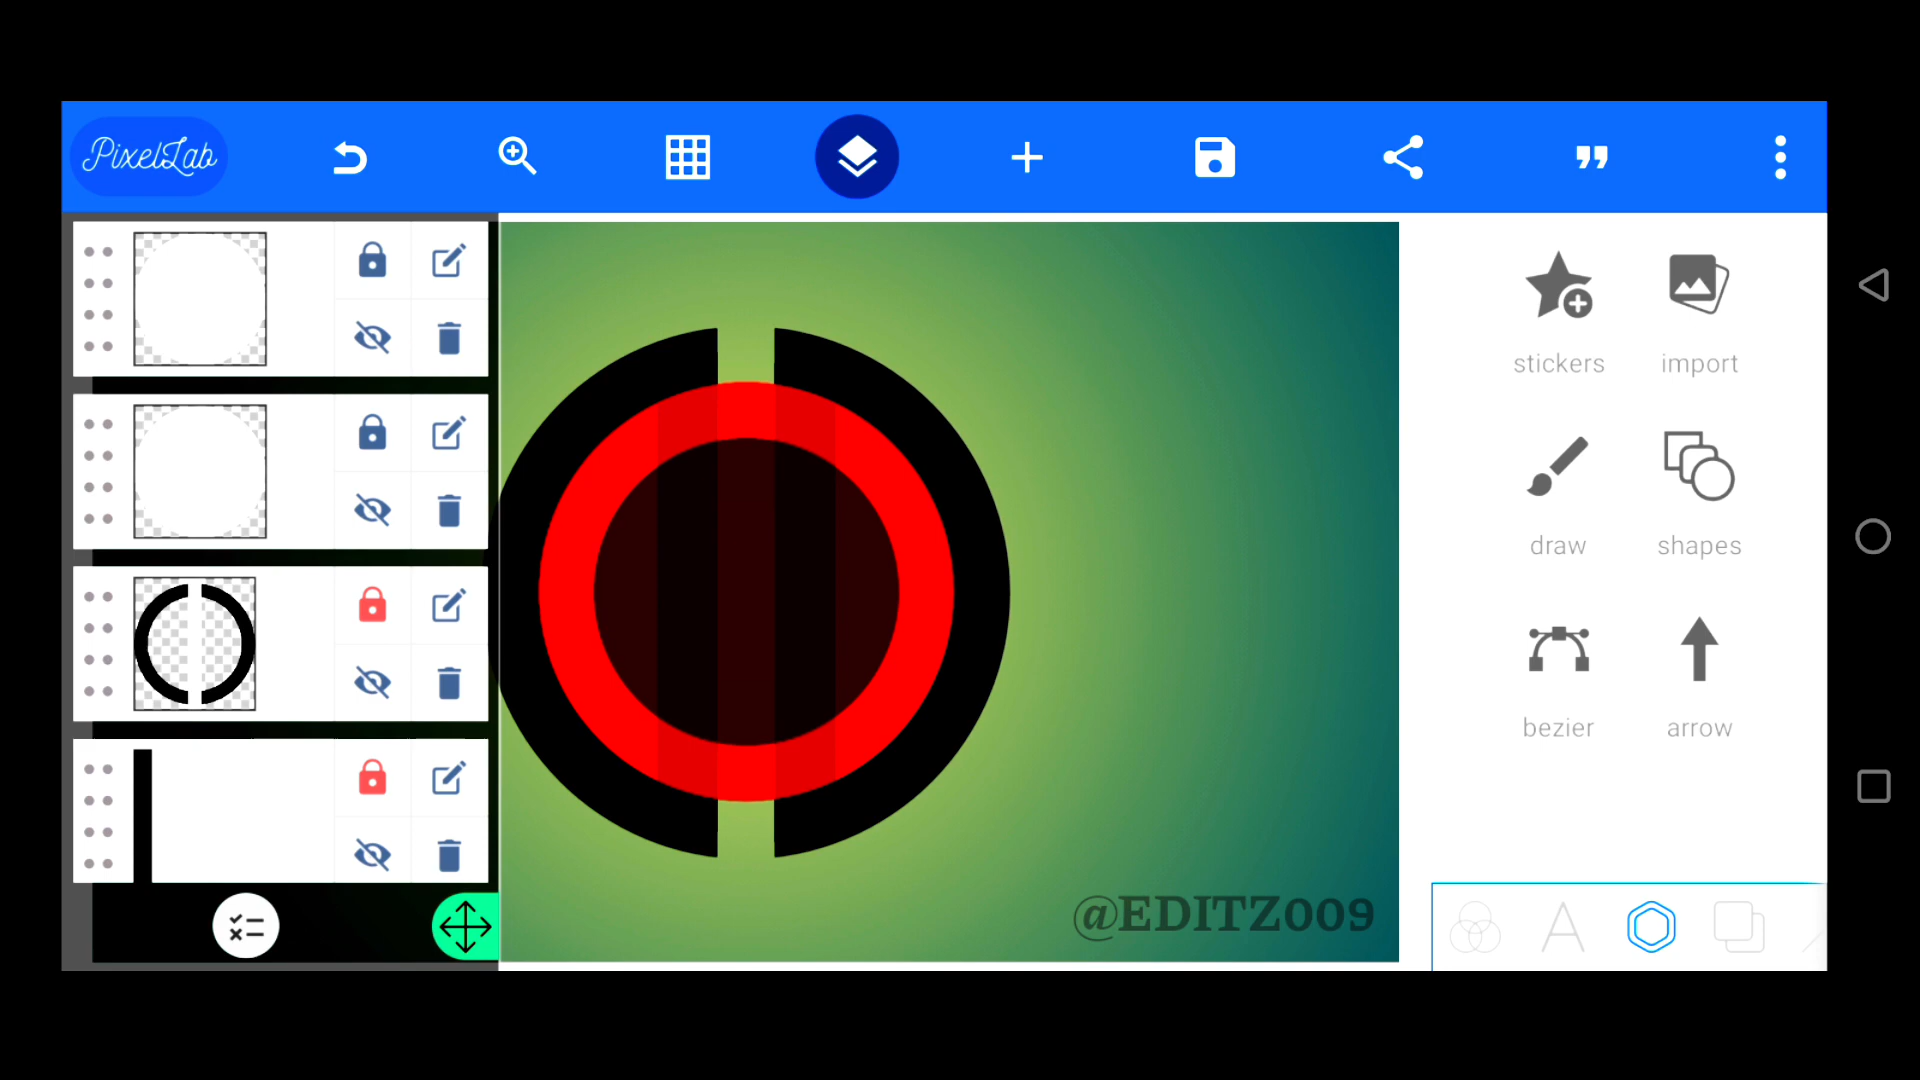 PixelLab
stickers
import
draw
shapes
bezier
arrow
@EDITZ009